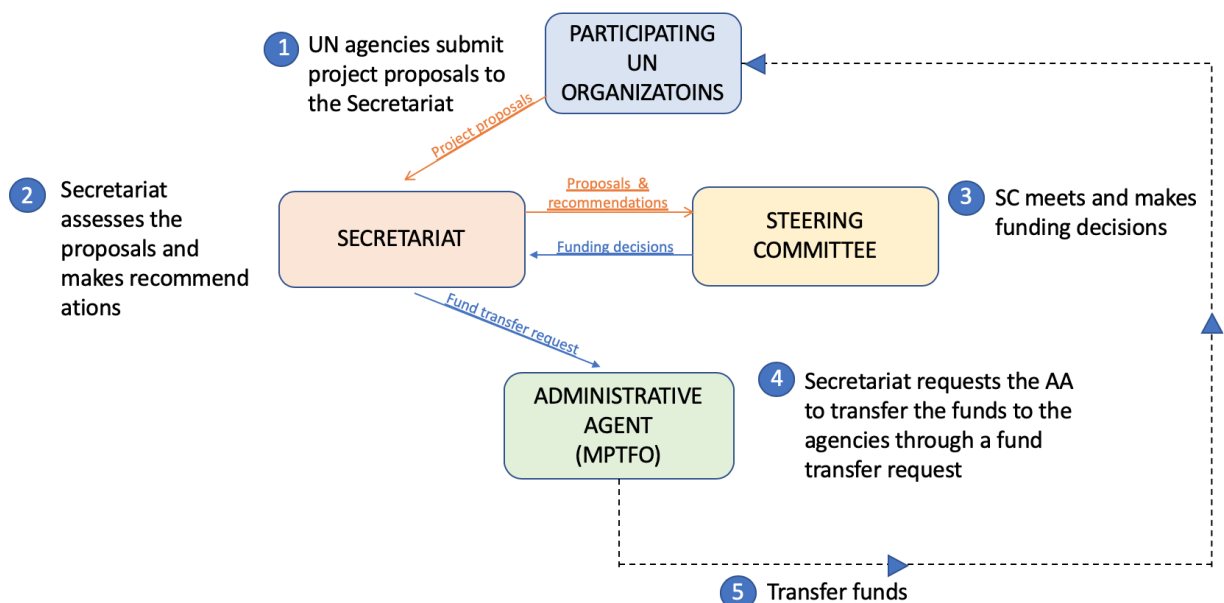 1
UN agencies submit
project proposals to
the Secretariat
PARTICIPATING
UN
ORGANIZATOINS
Project proposals
2
Secretariat
assesses the
proposals and
makes recommend
ations
SECRETARIAT
Proposals &
recommendations
Funding decisions
STEERING
COMMITTEE
3
SC meets and makes
funding decisions
Fund transfer request
ADMINISTRATIVE
AGENT
(MPTFO)
4
Secretariat requests the AA
to transfer the funds to the
agencies through a fund
transfer request
5
Transfer funds